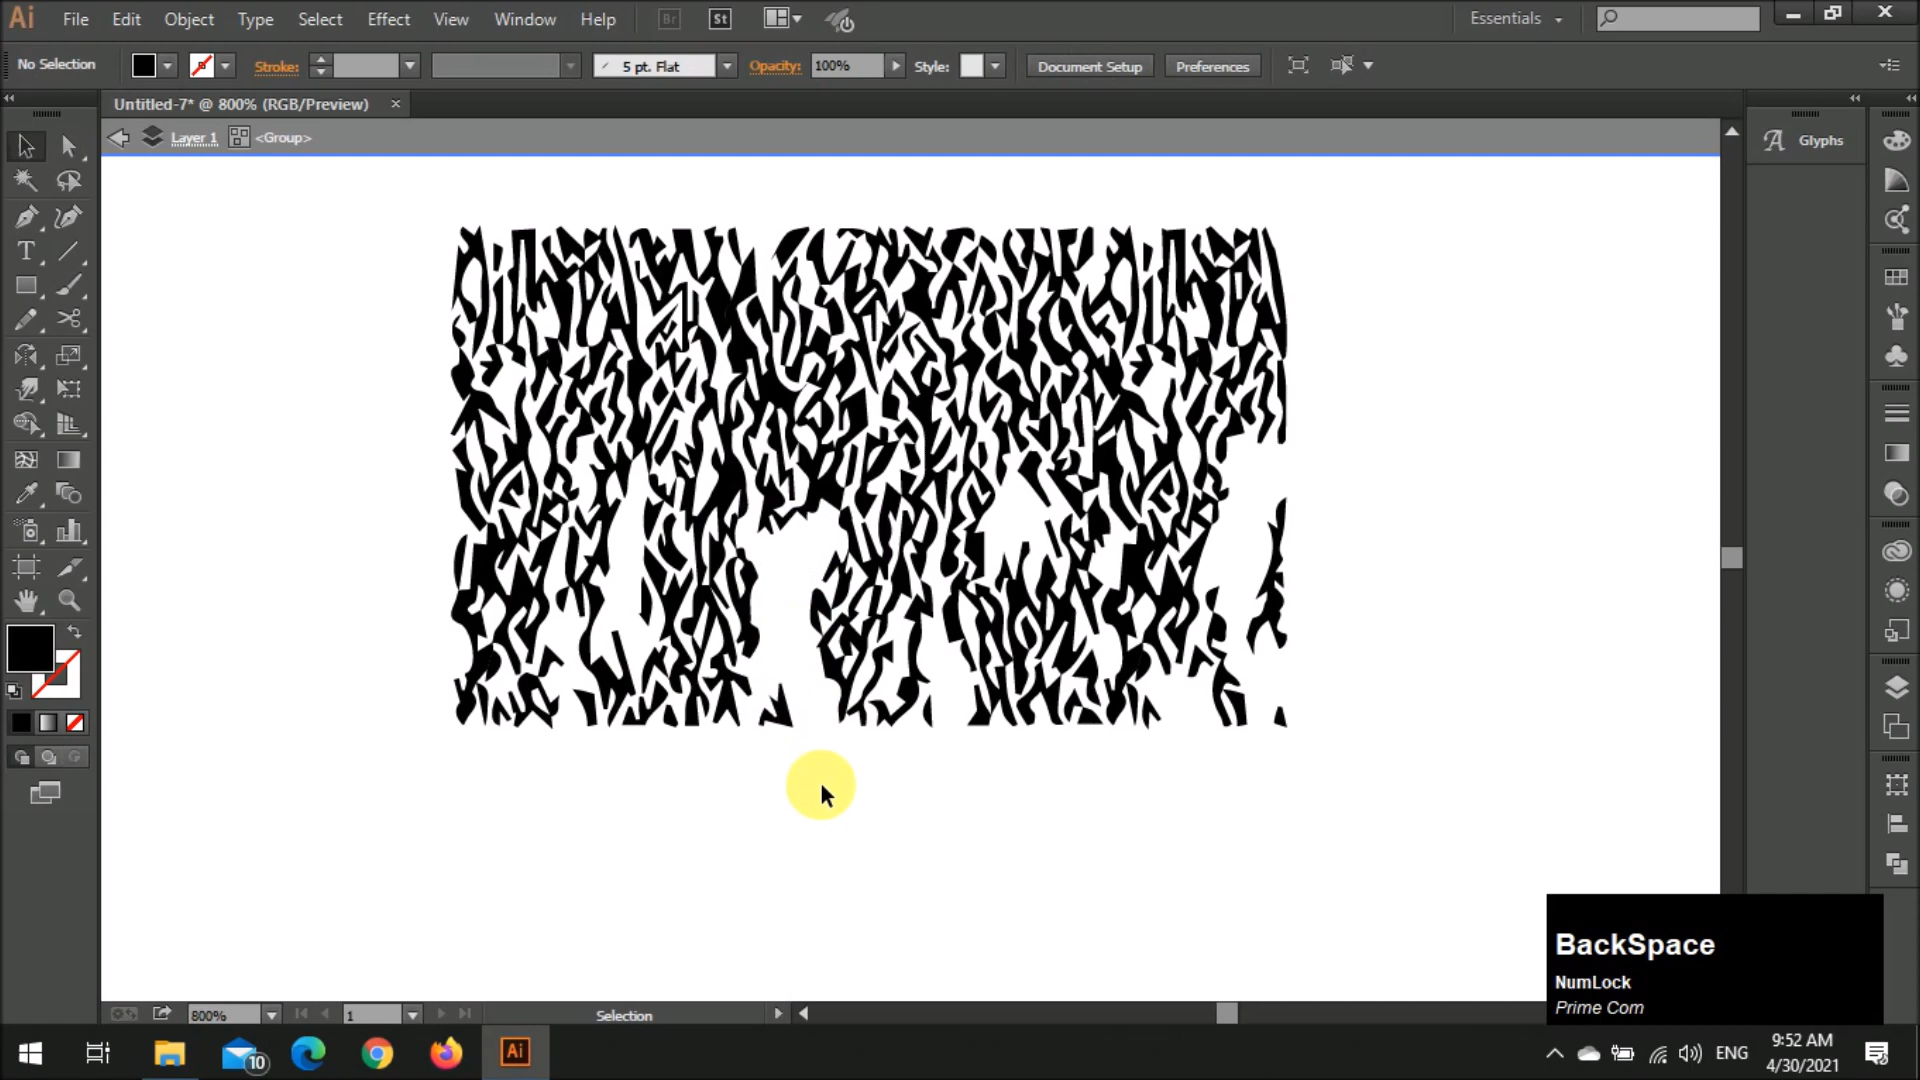 Ai File Edit Object Type Select Effect View Window Help Br St Essentials
No Selection Stroke: 5 pt. Flat Opacity: 100% Style: Document Setup Preferences
Untitled-7* @ 800% (RGB/Preview)
Layer 1 <Group>
A Glyphs
T
BackSpace
NumLock
Prime Com
800% 1 Selection
10 Ai ENG 9:52 AM
4/30/2021